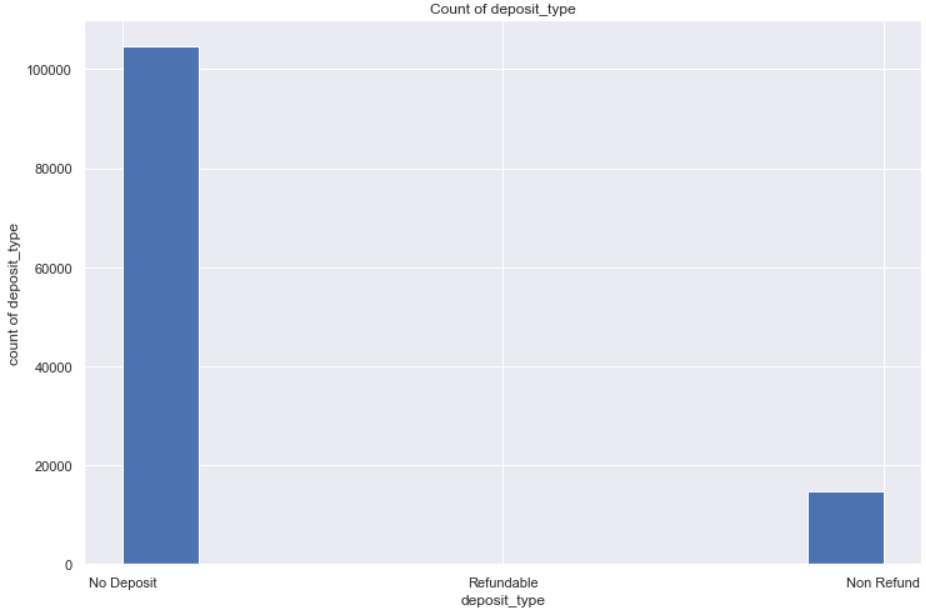 Count of deposit_type
100000
80000
60000
40000
20000
0
count of deposit_type
No Deposit Refundable Non Refund
deposit_type